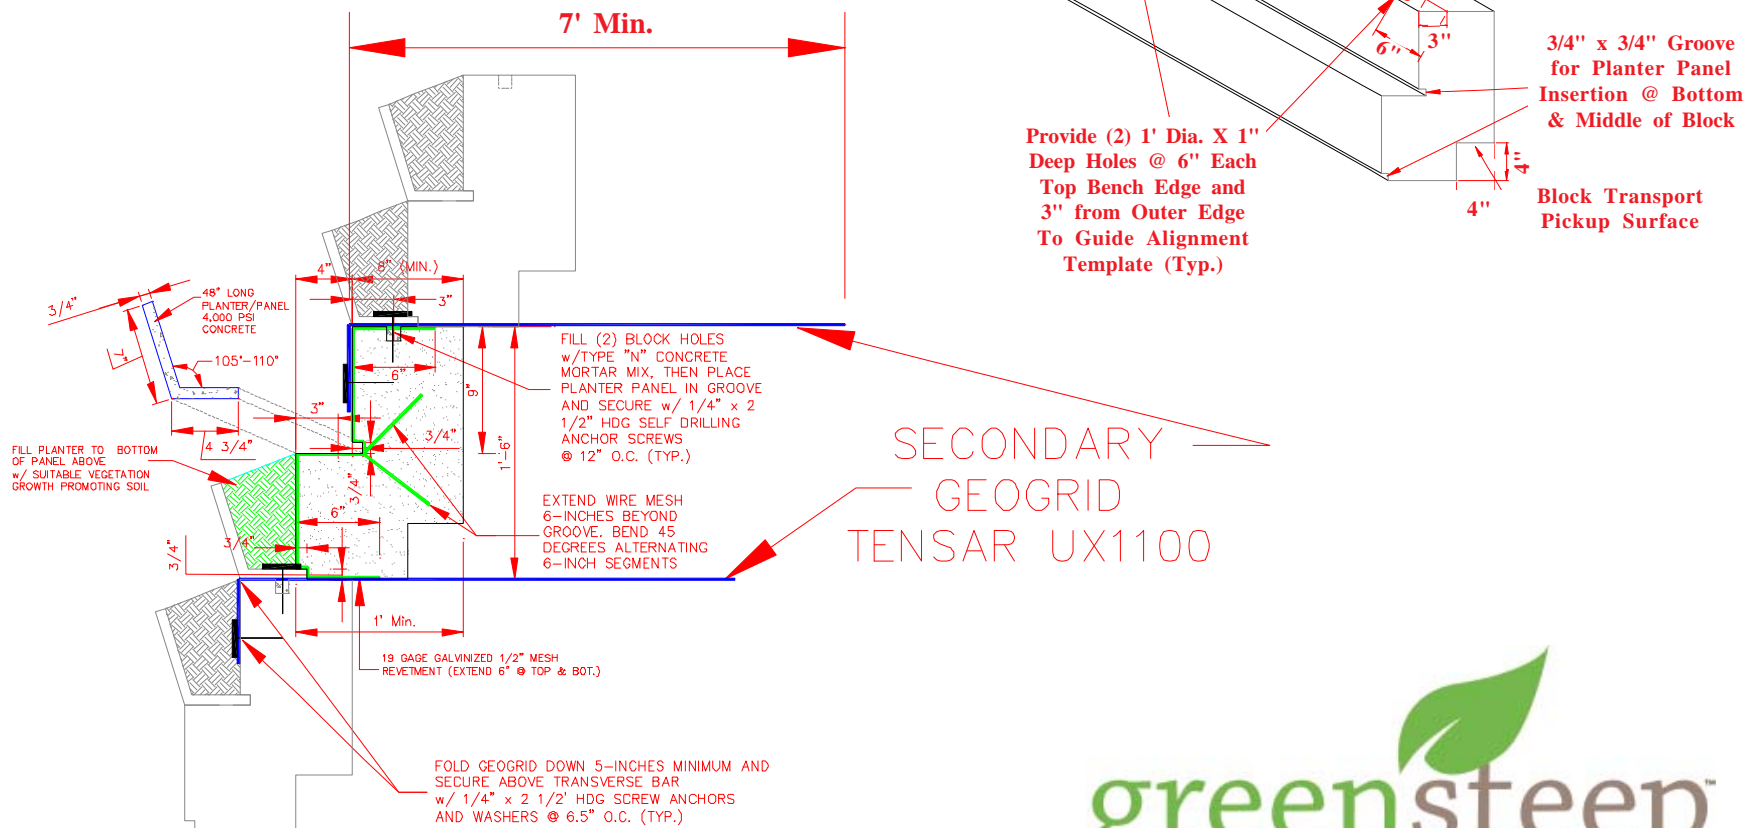 7' Min.
6"
3"
3/4" x 3/4" Groove
for Planter Panel
Insertion @ Bottom
& Middle of Block
Provide (2) 1' Dia. X 1"
Deep Holes @ 6" Each
Top Bench Edge and
3" from Outer Edge
To Guide Alignment
Template (Typ.)
4"
4"
Block Transport
Pickup Surface
4"
8" (MIN.)
3"
3/4"
48" LONG
PLANTER/PANEL
4,000 PSI
CONCRETE
7"
105°-110°
4 3/4"
FILL PLANTER TO BOTTOM
OF PANEL ABOVE
w/ SUITABLE VEGETATION
GROWTH PROMOTING SOIL
6"
9"
1'-6"
3"
3/4"
3/4"
6"
3/4"
3/4"
1' Min.
FILL (2) BLOCK HOLES
w/TYPE "N" CONCRETE
MORTAR MIX, THEN PLACE
PLANTER PANEL IN GROOVE
AND SECURE w/ 1/4" x 2
1/2" HDG SELF DRILLING
ANCHOR SCREWS
@ 12" O.C. (TYP.)
EXTEND WIRE MESH
6-INCHES BEYOND
GROOVE. BEND 45
DEGREES ALTERNATING
6-INCH SEGMENTS
SECONDARY
GEOGRID
TENSAR UX1100
19 GAGE GALVINIZED 1/2" MESH
REVETMENT (EXTEND 6" @ TOP & BOT.)
FOLD GEOGRID DOWN 5-INCHES MINIMUM AND
SECURE ABOVE TRANSVERSE BAR
w/ 1/4" x 2 1/2' HDG SCREW ANCHORS
AND WASHERS @ 6.5" O.C. (TYP.)
greensteep™